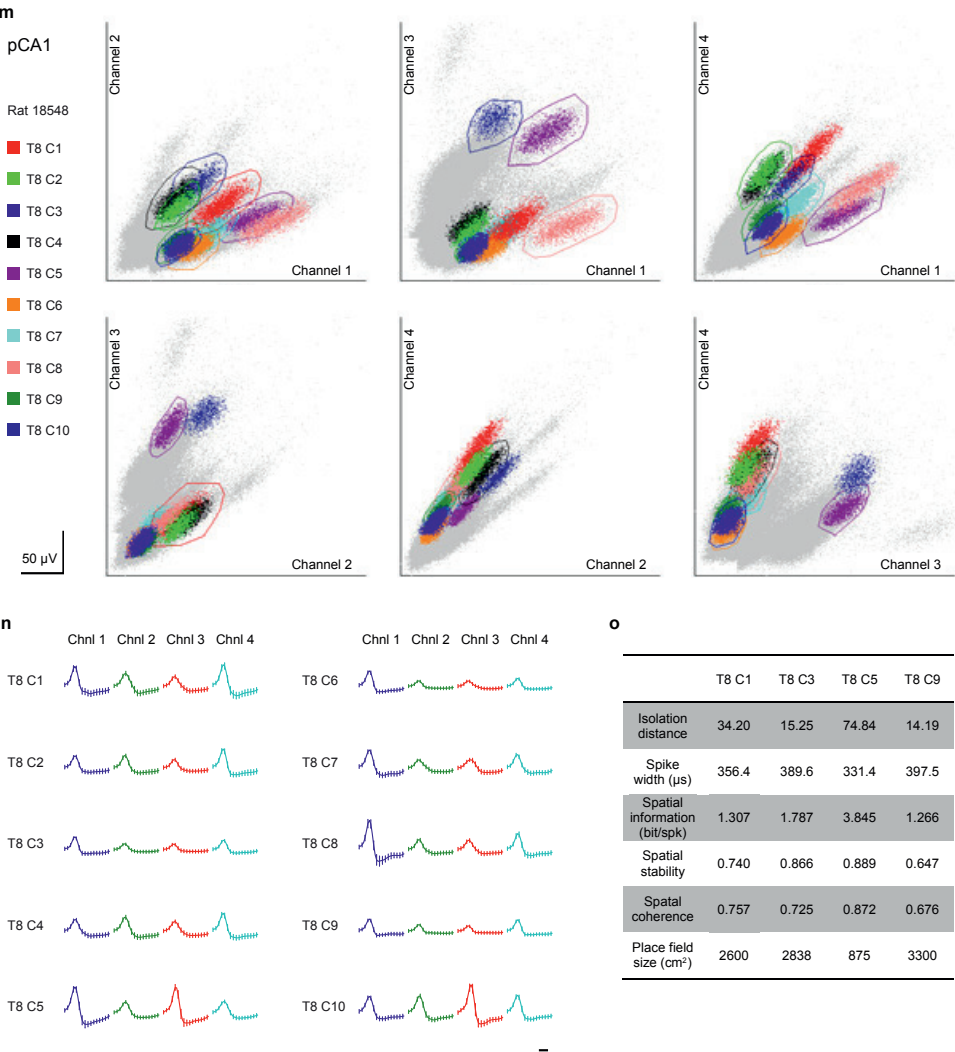 m
pCA1
Rat 18548
T8 C1
T8 C2
T8 C3
T8 C4
T8 C5
T8 C6
T8 C7
T8 C8
T8 C9
T8 C10
50 µV
Channel 2
Channel 1
Channel 3
Channel 1
Channel 4
Channel 1
Channel 3
Channel 2
Channel 4
Channel 2
Channel 4
Channel 3
n
Chnl 1 Chnl 2 Chnl 3 Chnl 4
T8 C1
T8 C2
T8 C3
T8 C4
T8 C5
Chnl 1 Chnl 2 Chnl 3 Chnl 4
T8 C6
T8 C7
T8 C8
T8 C9
T8 C10
o
T8 C1 T8 C3 T8 C5 T8 C9
Isolation
distance 34.20 15.25 74.84 14.19
Spike
width (µs) 356.4 389.6 331.4 397.5
Spatial
information 1.307 1.787 3.845 1.266
(bit/spk)
Spatial
stability 0.740 0.866 0.889 0.647
Spatal
coherence 0.757 0.725 0.872 0.676
Place field
size (cm²) 2600 2838 875 3300